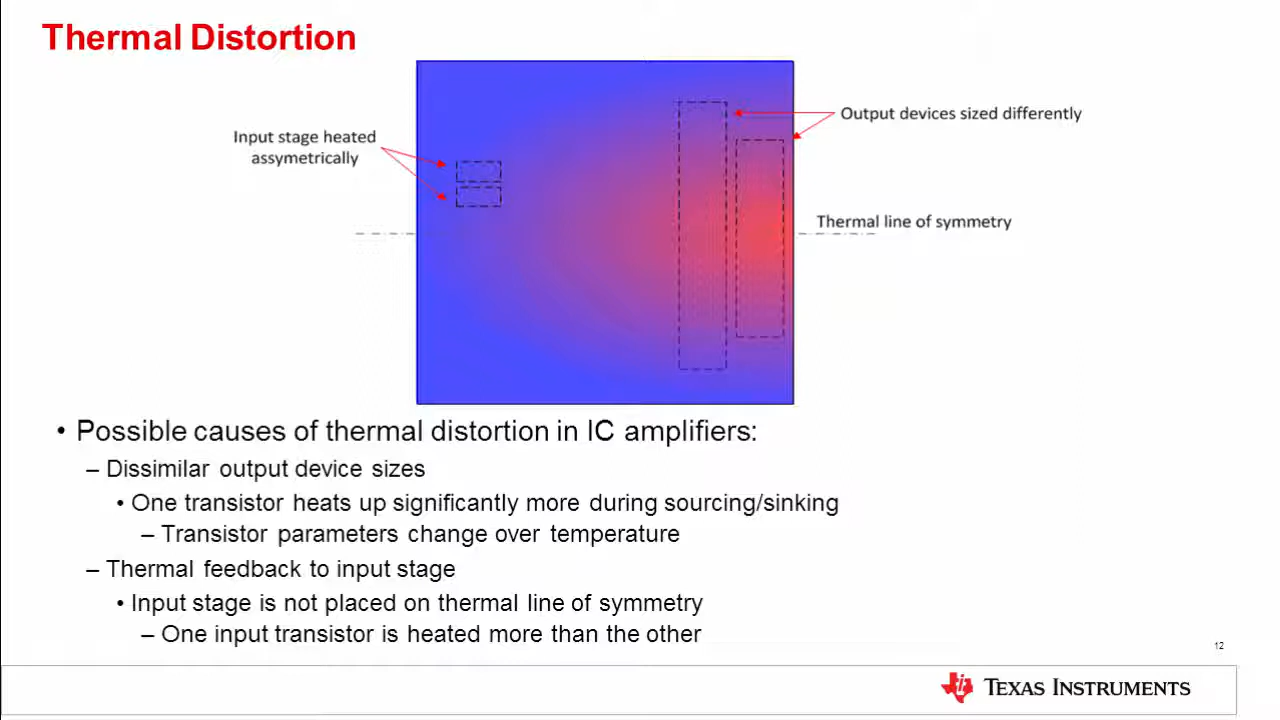 Thermal Distortion
Input stage heated
assymetrically
Output devices sized differently
Thermal line of symmetry
• Possible causes of thermal distortion in IC amplifiers:
– Dissimilar output device sizes
• One transistor heats up significantly more during sourcing/sinking
– Transistor parameters change over temperature
– Thermal feedback to input stage
• Input stage is not placed on thermal line of symmetry
– One input transistor is heated more than the other
12
TEXAS INSTRUMENTS